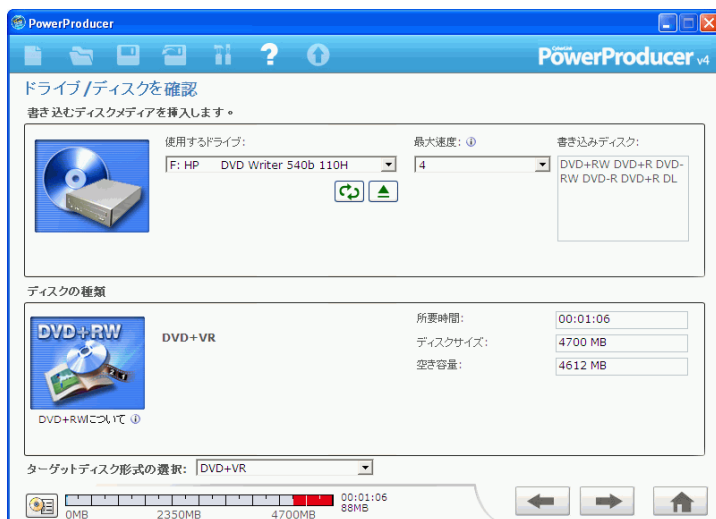 PowerProducer
CyberLink
PowerProducer v4
ドライブ/ディスクを確認
書き込むディスクメディアを挿入します。
使用するドライブ:
最大速度:
書き込みディスク:
F: HP DVD Writer 540b 110H
4
DVD+RW DVD+R DVD-
RW DVD-R DVD+R DL
ディスクの種類
DVD+RW
DVD+VR
所要時間:
00:01:06
ディスクサイズ:
4700 MB
空き容量:
4612 MB
DVD+RWについて
ターゲットディスク形式の選択:
DVD+VR
00:01:06
88MB
0MB
2350MB
4700MB